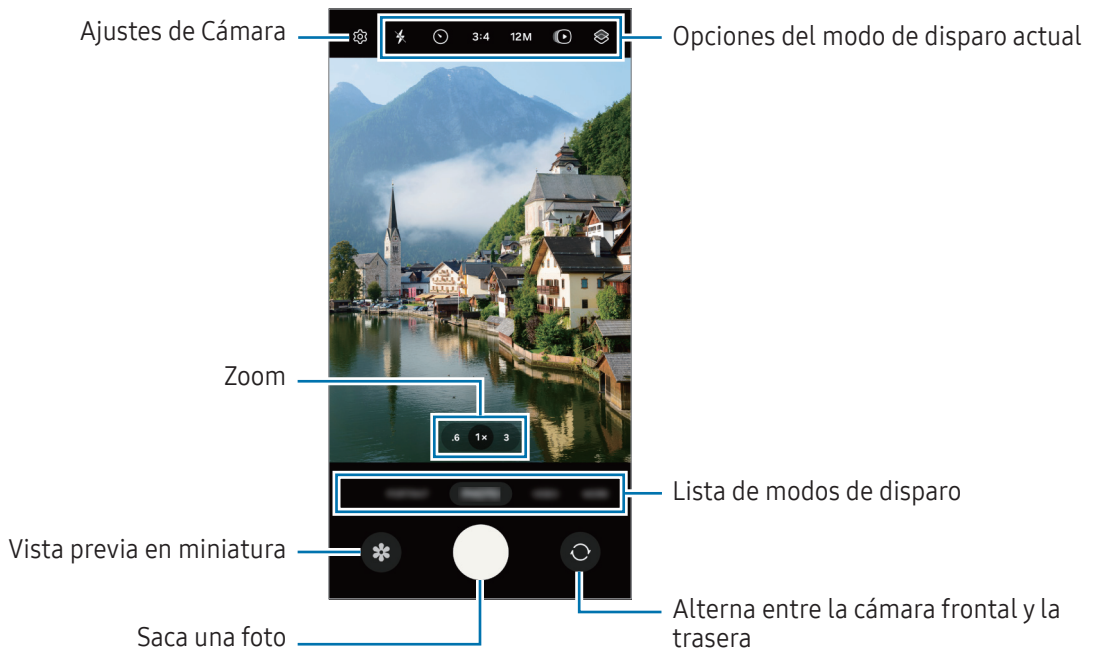 Ajustes de Cámara
3:4 12M
Opciones del modo de disparo actual
Zoom
.6 1× 3
Lista de modos de disparo
Vista previa en miniatura
Saca una foto
Alterna entre la cámara frontal y la
trasera